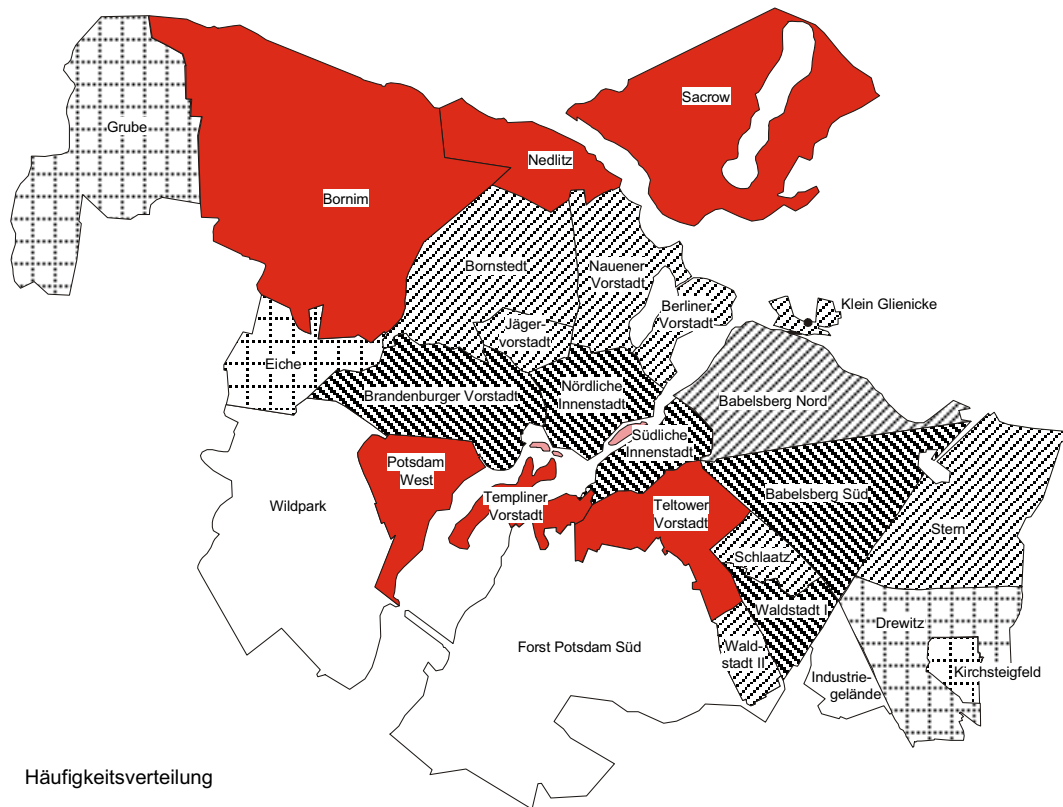 Sacrow
Grube
Nedlitz
Bornim
Bornstedt
Nauener
Vorstadt
Klein Glienicke
Berliner
Vorstadt
Jäger-
vorstadt
Eiche
Nördliche
Innenstadt
Brandenburger Vorstadt
Babelsberg Nord
Südliche
Innenstadt
Potsdam
West
Wildpark
Templiner
Vorstadt
Teltower
Vorstadt
Babelsberg Süd
Stern
Schlaatz
Waldstadt I
Drewitz
Forst Potsdam Süd
Wald-
stadt II
Kirchsteigfeld
Industrie-
gelände
Häufigkeitsverteilung